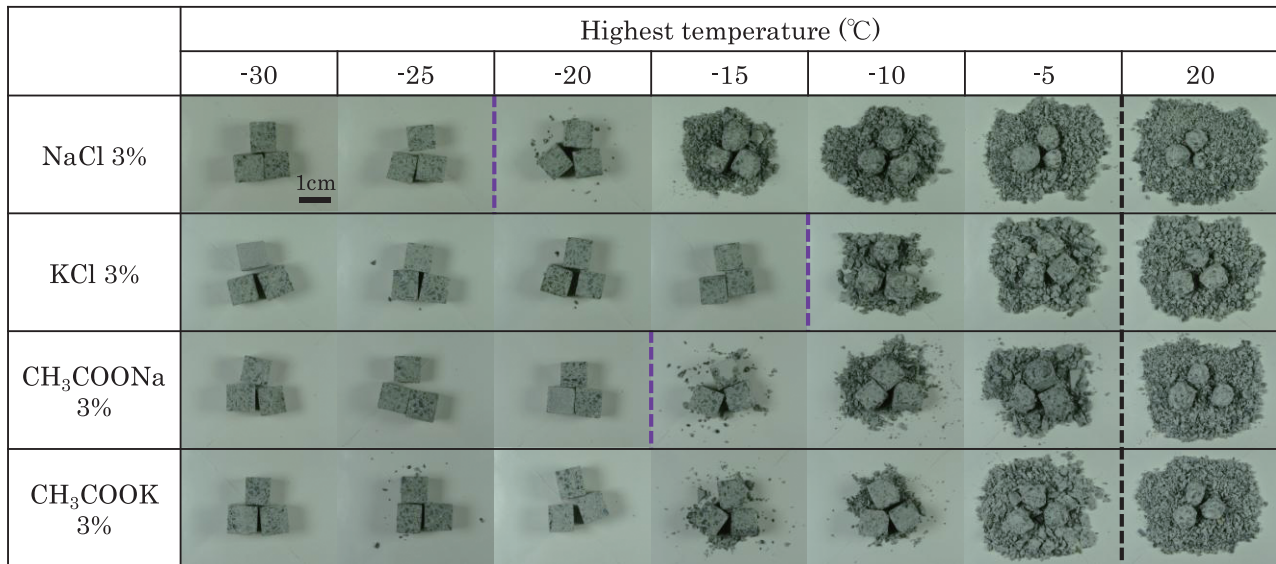 Highest temperature (℃)
-30 -25 -20 -15 -10 -5 20
NaCl 3%
1cm
KCl 3%
CH₃COONa
3%
CH₃COOK
3%